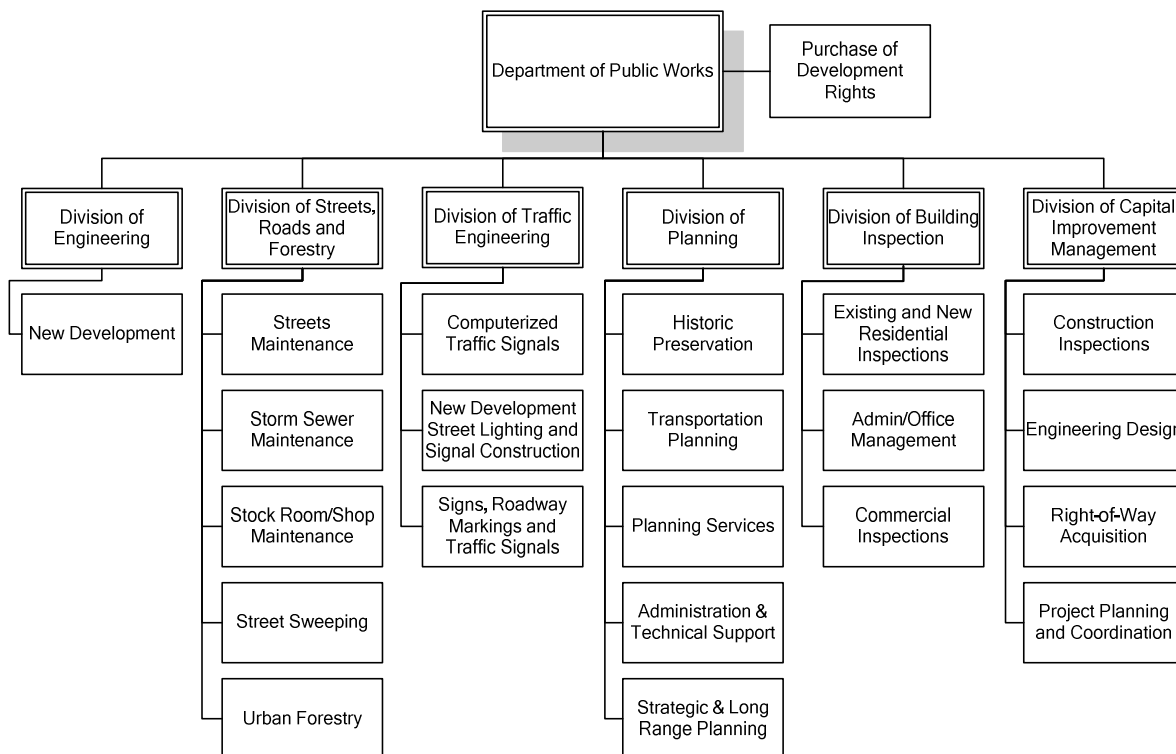 Department of Public Works
Purchase of
Development
Rights
Division of
Engineering
Division of Streets,
Roads and
Forestry
Division of Traffic
Engineering
Division of
Planning
Division of Building
Inspection
Division of Capital
Improvement
Management
New Development
Streets
Maintenance
Storm Sewer
Maintenance
Stock Room/Shop
Maintenance
Street Sweeping
Urban Forestry
Computerized
Traffic Signals
New Development
Street Lighting and
Signal Construction
Signs, Roadway
Markings and
Traffic Signals
Historic
Preservation
Transportation
Planning
Planning Services
Administration &
Technical Support
Strategic & Long
Range Planning
Existing and New
Residential
Inspections
Admin/Office
Management
Commercial
Inspections
Construction
Inspections
Engineering Design
Right-of-Way
Acquisition
Project Planning
and Coordination